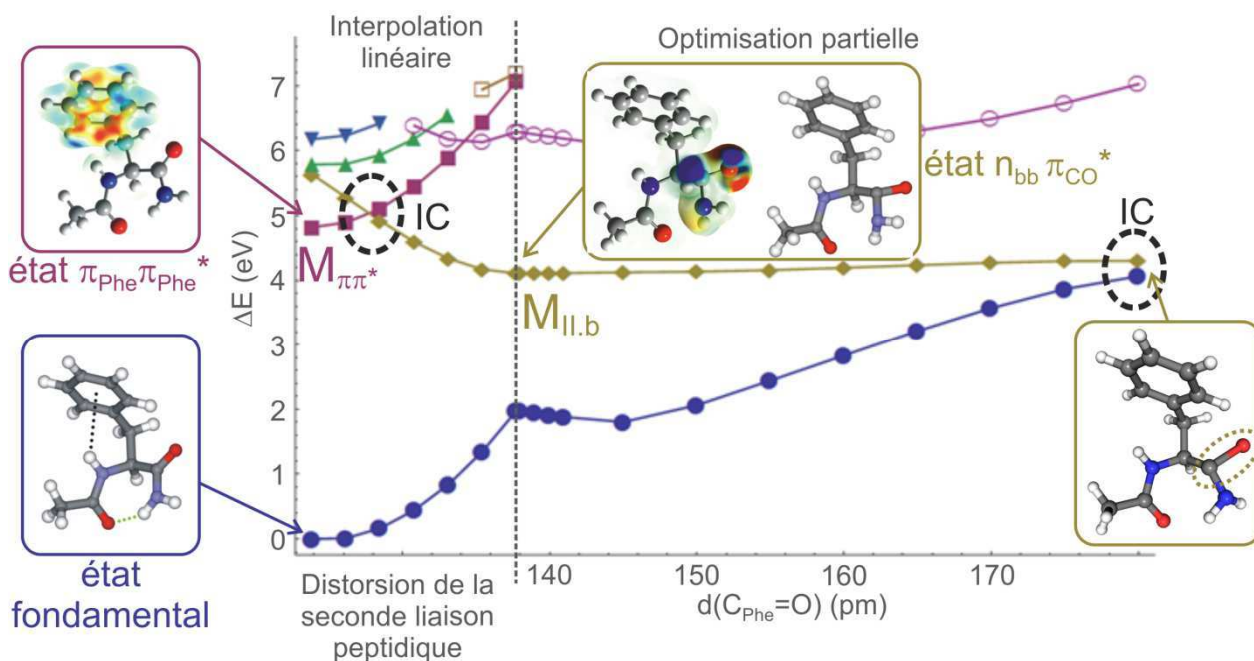 Interpolation
linéaire
Optimisation partielle
7
6
5
4
3
2
1
0
ΔE (eV)
état πPheπPhe*
Mππ*
IC
MII.b
état nbb πCO*
IC
état
fondamental
140
150
160
170
d(CPhe=O) (pm)
Distorsion de la
seconde liaison
peptidique